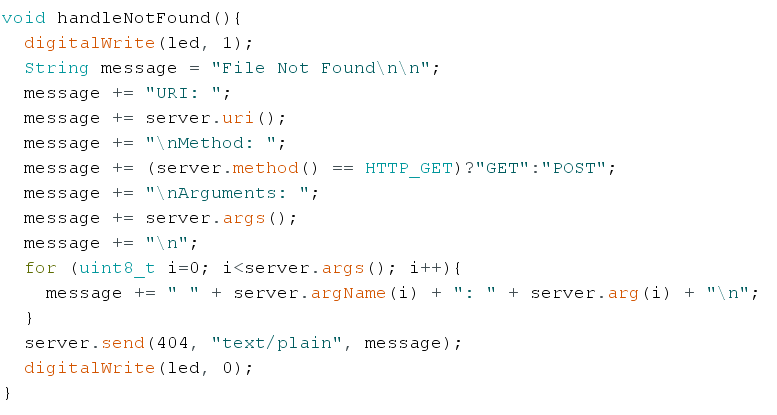 void handleNotFound(){
  digitalWrite(led, 1);
  String message = "File Not Found\n\n";
  message += "URI: ";
  message += server.uri();
  message += "\nMethod: ";
  message += (server.method() == HTTP_GET)?"GET":"POST";
  message += "\nArguments: ";
  message += server.args();
  message += "\n";
  for (uint8_t i=0; i<server.args(); i++){
    message += " " + server.argName(i) + ": " + server.arg(i) + "\n";
  }
  server.send(404, "text/plain", message);
  digitalWrite(led, 0);
}